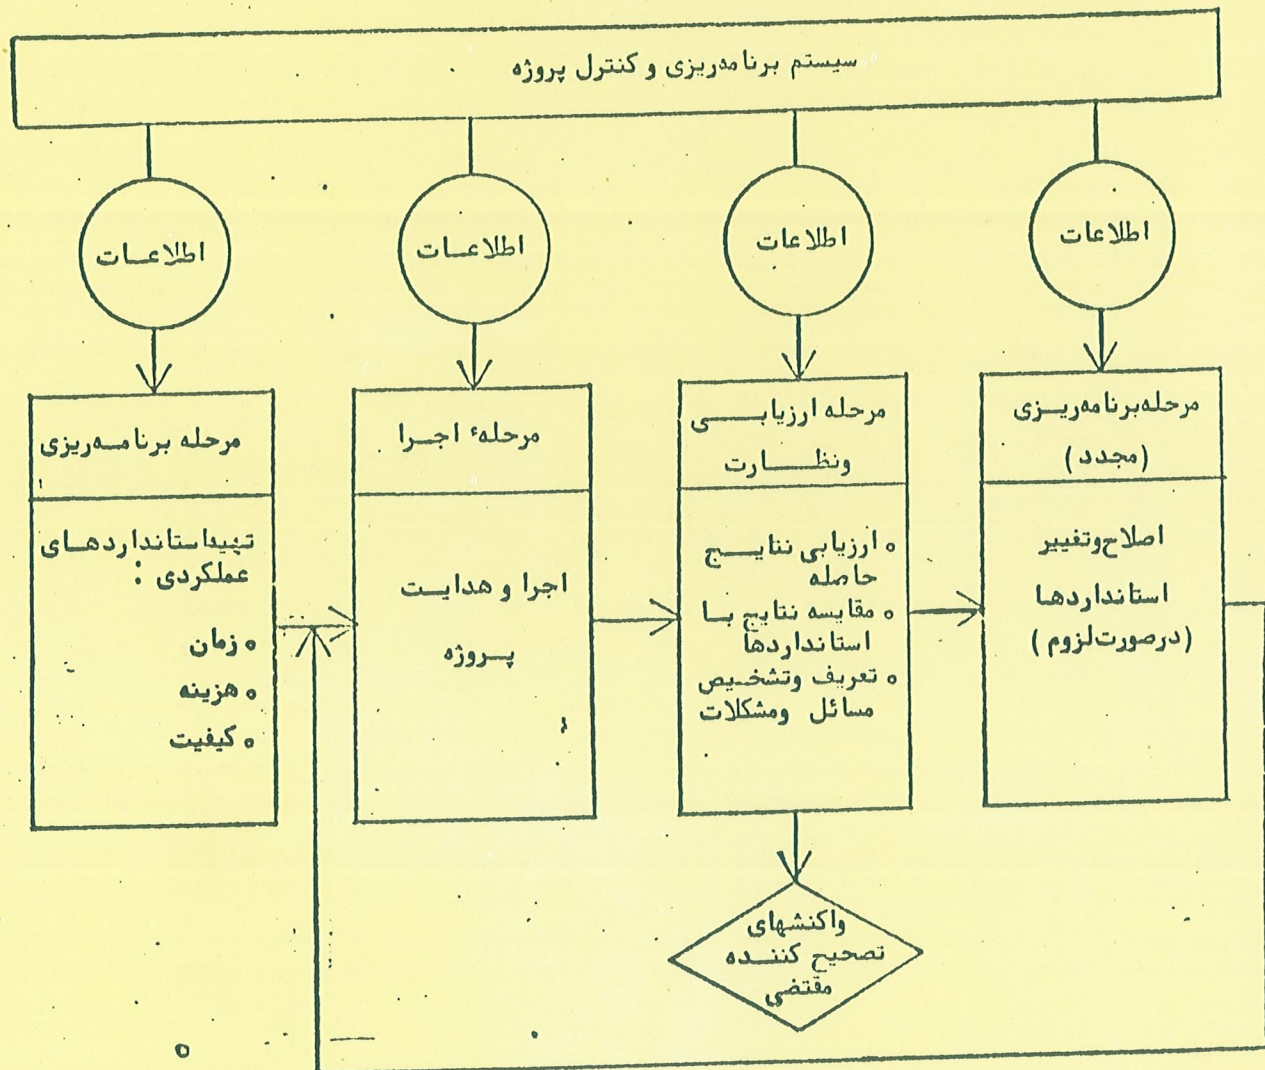 سیستم برنامه‌ریزی و کنترل پروژه
اطلاعات
اطلاعات
اطلاعات
اطلاعات
مرحله برنامه‌ریزی
تهیه استانداردهای
عملکردی :
• زمان
• هزینه
• کیفیت
مرحلهٔ اجرا
اجرا و هدایت
پروژه
مرحله ارزیابی
ونظارت
• ارزیابی نتایج
حاصله
• مقایسه نتایج با
استانداردها
• تعریف وتشخیص
مسائل ومشکلات
مرحله برنامه‌ریزی
(مجدد)
اصلاح وتغییر
استانداردها
(درصورت لزوم)
واکنشهای
تصحیح کننده
مقتضی